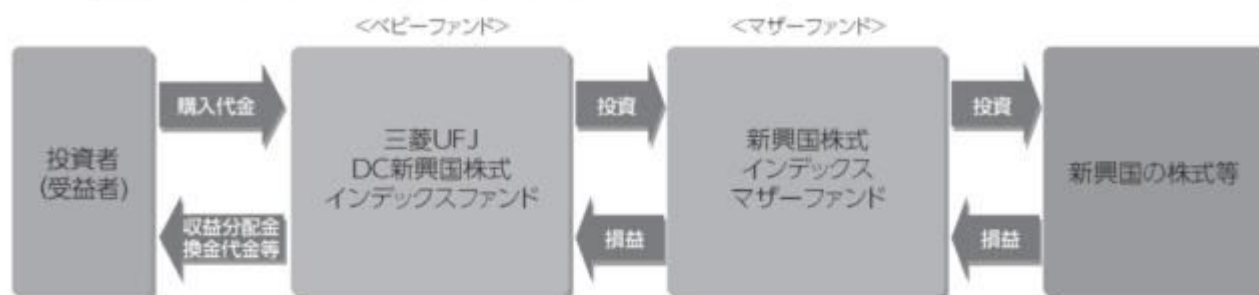 <ベビーファンド>
<マザーファンド>
投資者
(受益者)
購入代金
収益分配金
換金代金等
三菱UFJ
DC新興国株式
インデックスファンド
投資
損益
新興国株式
インデックス
マザーファンド
投資
損益
新興国の株式等